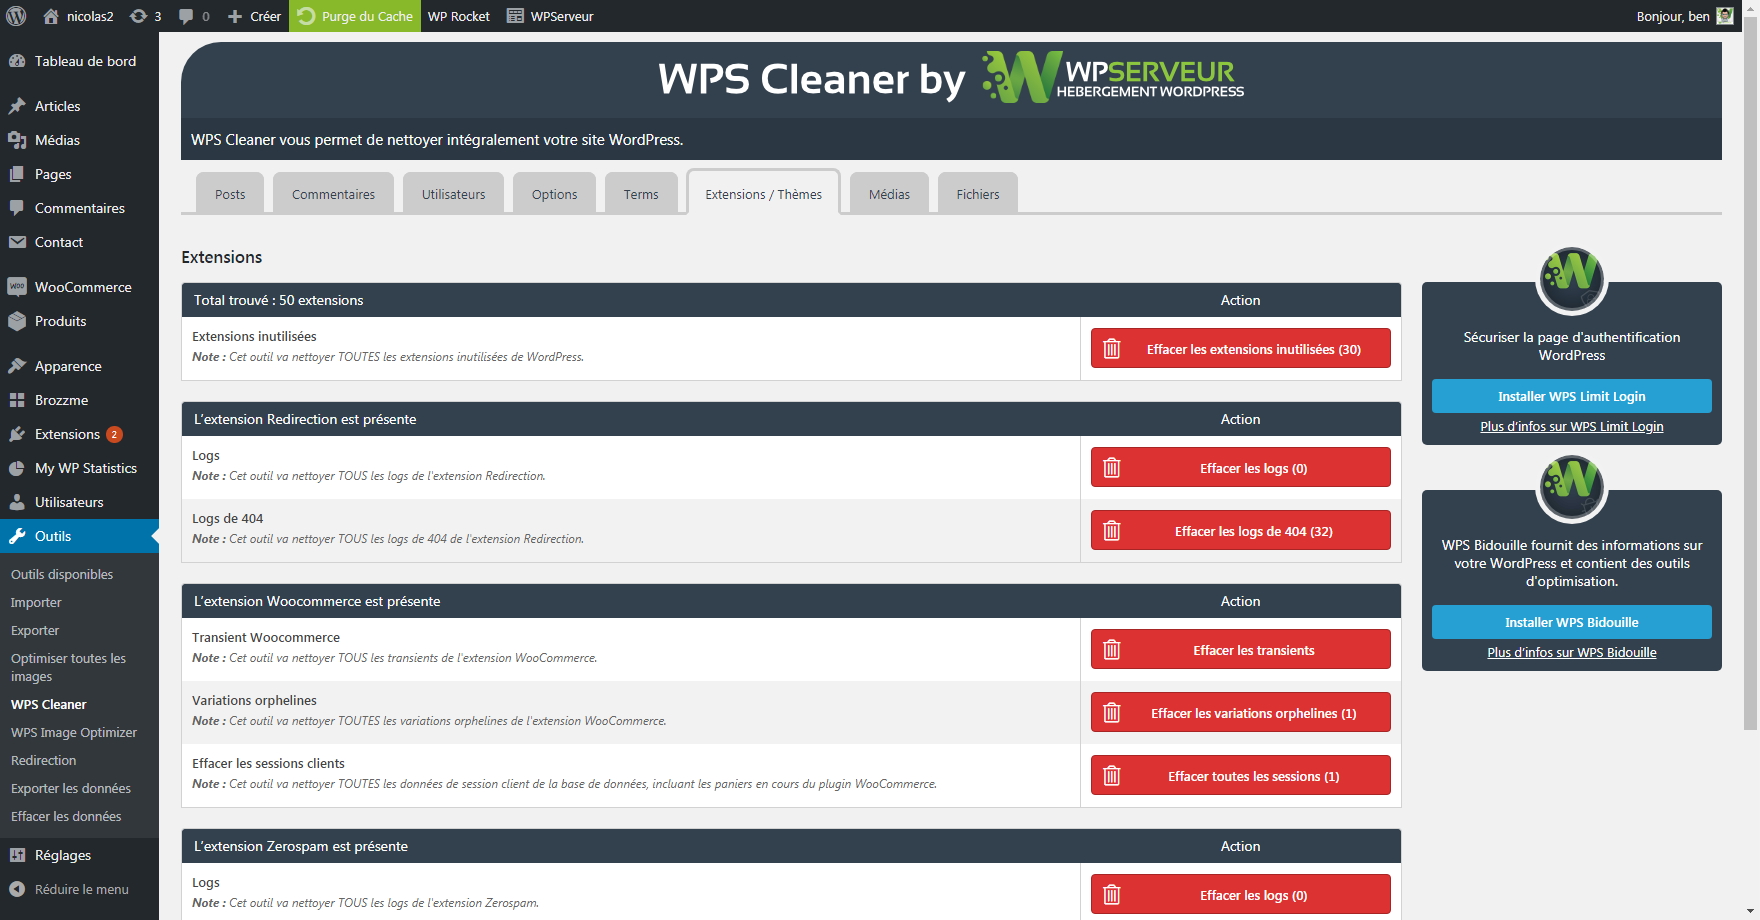 nicolas2
3
0
Créer
Purge du Cache
WP Rocket
WPServeur
Bonjour, ben
Tableau de bord
Articles
Médias
Pages
Commentaires
Contact
WooCommerce
Produits
Apparence
Brozzme
Extensions 2
My WP Statistics
Utilisateurs
Outils
Outils disponibles
Importer
Exporter
Optimiser toutes les
images
WPS Cleaner
WPS Image Optimizer
Redirection
Exporter les données
Effacer les données
Réglages
Réduire le menu
WPS Cleaner by WPSERVEUR
HEBERGEMENT WORDPRESS
WPS Cleaner vous permet de nettoyer intégralement votre site WordPress.
Posts
Commentaires
Utilisateurs
Options
Terms
Extensions / Thèmes
Médias
Fichiers
Extensions
Total trouvé : 50 extensions
Action
Extensions inutilisées
Note : Cet outil va nettoyer TOUTES les extensions inutilisées de WordPress.
Effacer les extensions inutilisées (30)
L'extension Redirection est présente
Action
Logs
Note : Cet outil va nettoyer TOUS les logs de l'extension Redirection.
Effacer les logs (0)
Logs de 404
Note : Cet outil va nettoyer TOUS les logs de 404 de l'extension Redirection.
Effacer les logs de 404 (32)
L'extension Woocommerce est présente
Action
Transient Woocommerce
Note : Cet outil va nettoyer TOUS les transients de l'extension WooCommerce.
Effacer les transients
Variations orphelines
Note : Cet outil va nettoyer TOUTES les variations orphelines de l'extension WooCommerce.
Effacer les variations orphelines (1)
Effacer les sessions clients
Note : Cet outil va nettoyer TOUTES les données de session client de la base de données, incluant les paniers en cours du plugin WooCommerce.
Effacer toutes les sessions (1)
L'extension Zerospam est présente
Action
Logs
Note : Cet outil va nettoyer TOUS les logs de l'extension Zerospam.
Effacer les logs (0)
Sécuriser la page d'authentification
WordPress
Installer WPS Limit Login
Plus d'infos sur WPS Limit Login
WPS Bidouille fournit des informations sur
votre WordPress et contient des outils
d'optimisation.
Installer WPS Bidouille
Plus d'infos sur WPS Bidouille